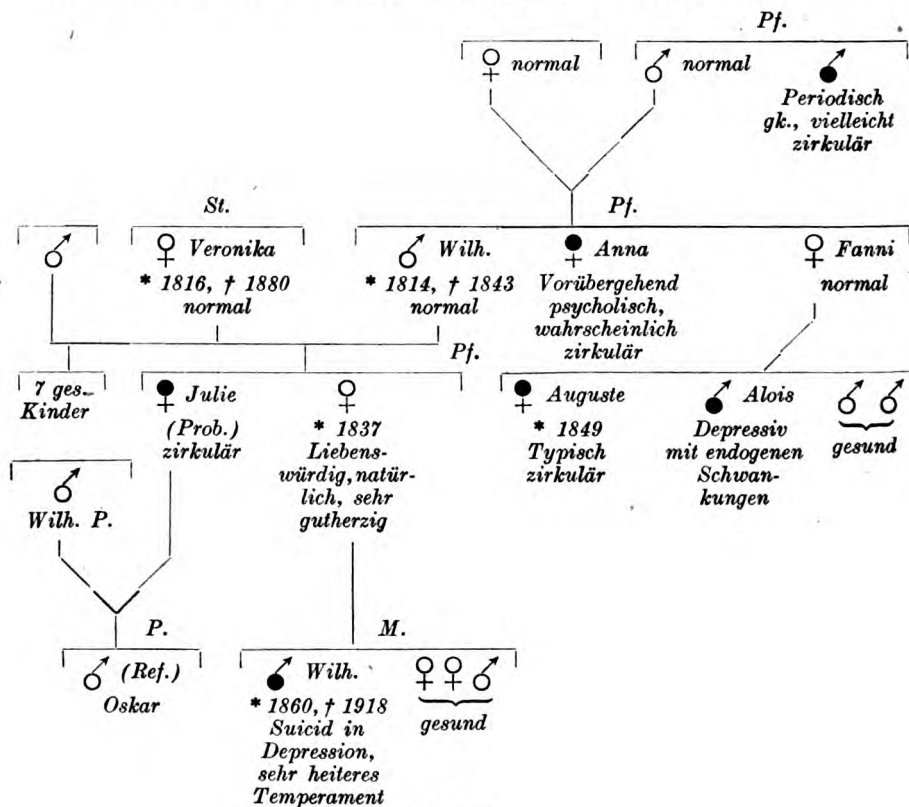 Pf.
♀ normal
♂ normal
Periodisch
gk., vielleicht
zirkulär
St.
Pf.
♀ Veronika
* 1816, † 1880
normal
♂ Wilh.
* 1814, † 1843
normal
Anna
Vorübergehend
psycholisch,
wahrscheinlich
zirkulär
♀ Fanni
normal
Pf.
7 ges.
Kinder
Julie
(Prob.)
zirkulär
* 1837
Liebens-
würdig, natür-
lich, sehr
gutherzig
Auguste
* 1849
Typisch
zirkulär
Alois
Depressiv
mit endogenen
Schwan-
kungen
gesund
Wilh. P.
P.
(Ref.)
Oskar
M.
Wilh.
* 1860, † 1918
Suicid in
Depression,
sehr heiteres
Temperament
gesund